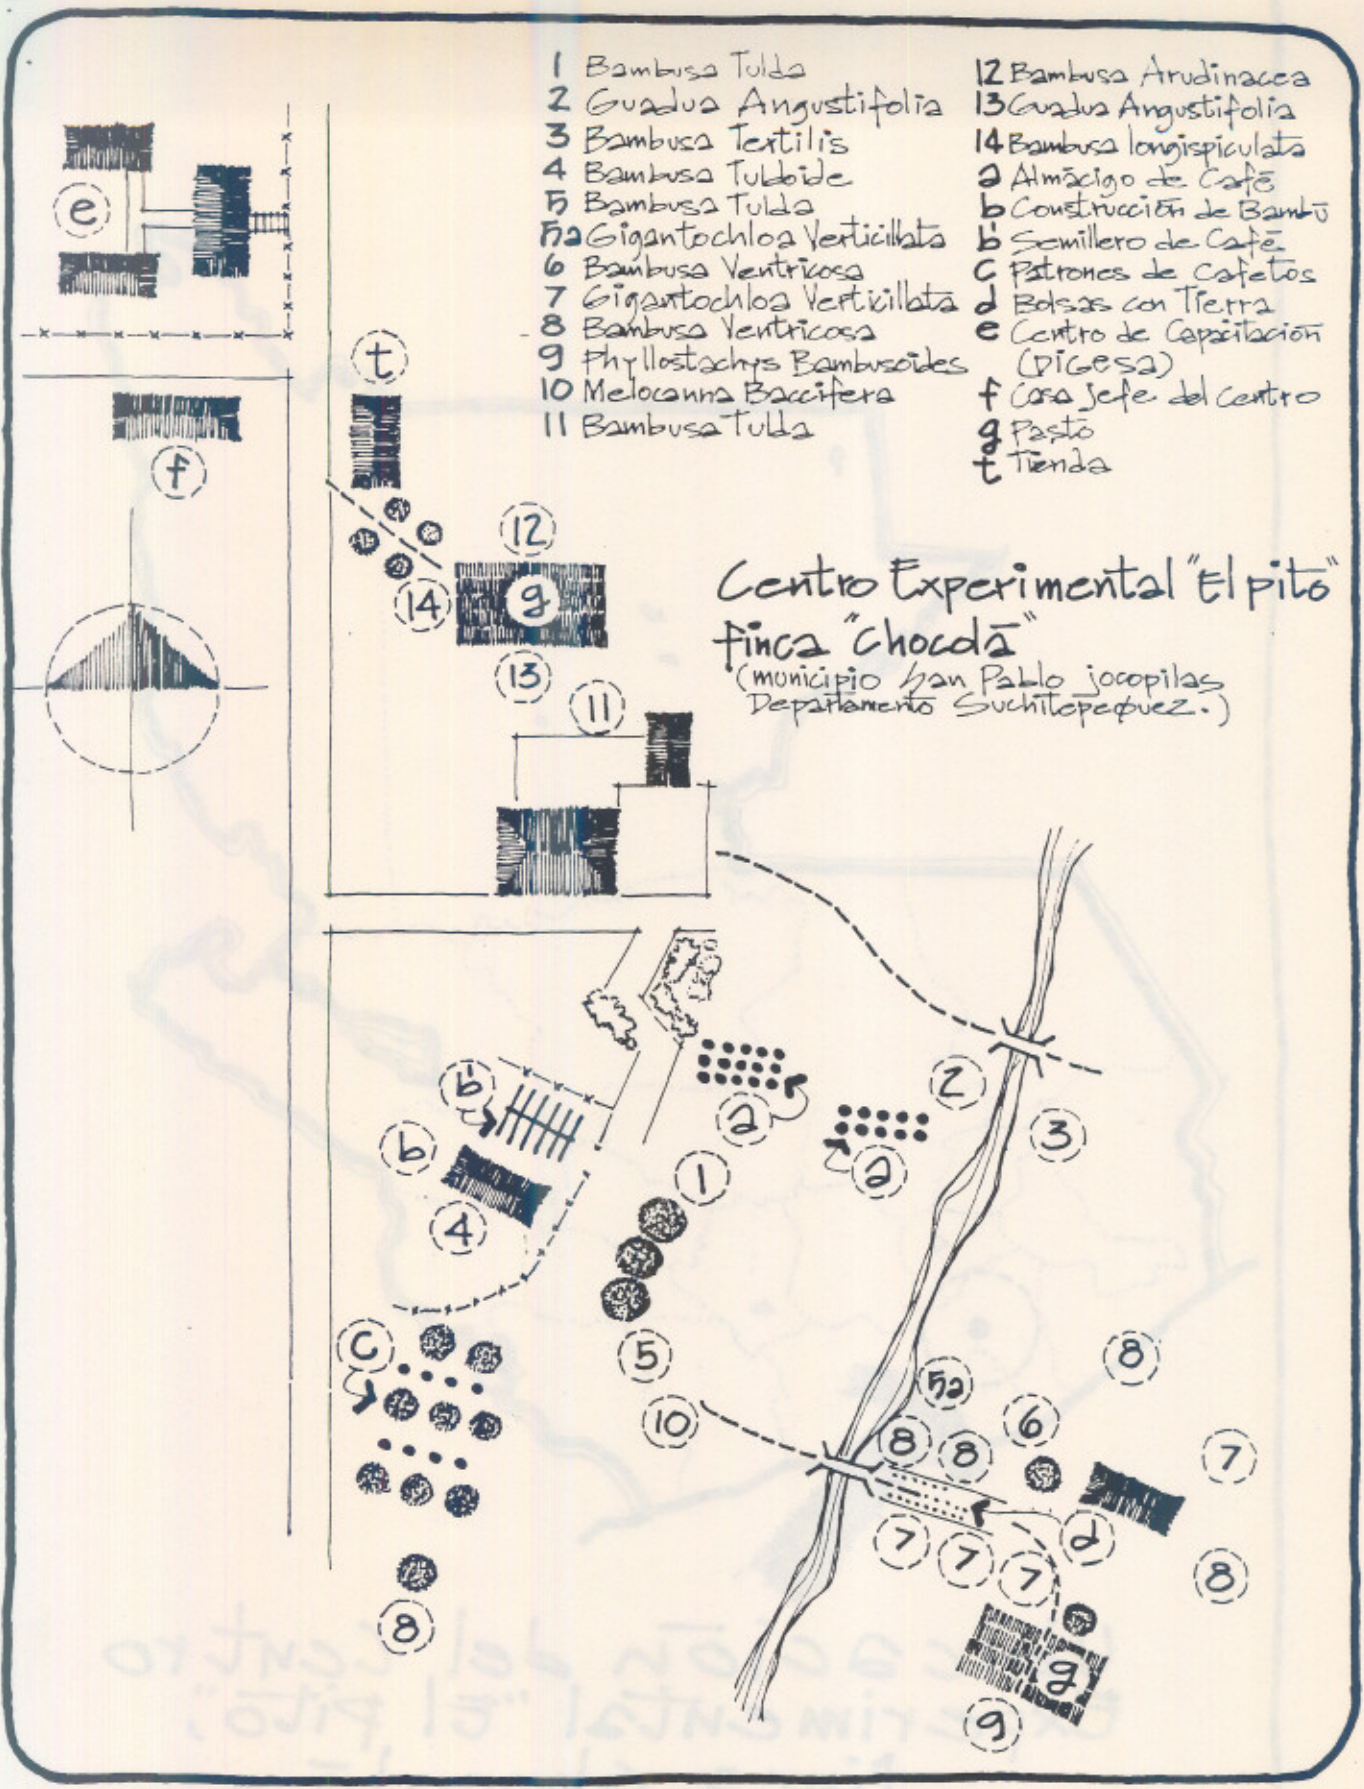 1 Bambusa Tulda
2 Guadua Angustifolia
3 Bambusa Textilis
4 Bambusa Tuldoide
5 Bambusa Tulda
5a Gigantochloa Verticillata
6 Bambusa Ventricosa
7 Gigantochloa Verticillata
8 Bambusa Ventricosa
9 Phyllostachys Bambusoides
10 Melocanna Baccifera
11 Bambusa Tulda
12 Bambusa Arudinacea
13 Guadua Angustifolia
14 Bambusa longispiculata
a Almácigo de Café
b Construcción de Bambú
b́ Semillero de Café
c Patrones de Cafetos
d Bolsas con Tierra
e Centro de Capacitación
(DIGESA)
f Casa jefe del Centro
g Pasto
t Tienda
Centro Experimental "El pito"
finca "Chocolá"
(municipio San Pablo jocopilas
Departamento Suchitepequez.)
e
t
f
12
g
14
13
11
b́
a
2
3
b
a
1
4
c
5
10
5a
8
6
8
8
7
d
7
7
7
8
8
g
9